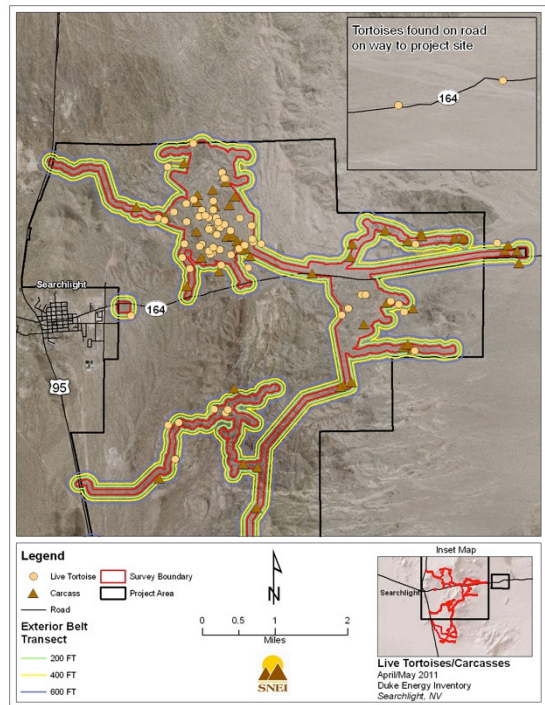 Tortoises found on road
on way to project site
164
Searchlight
164
95
Legend
Live Tortoise
Survey Boundary
Carcass
Project Area
Road
Exterior Belt
Transect
200 FT
400 FT
600 FT
N
0 0.5 1 2
Miles
SNEI
Inset Map
Searchlight
Live Tortoises/Carcasses
April/May 2011
Duke Energy Inventory
Searchlight, NV